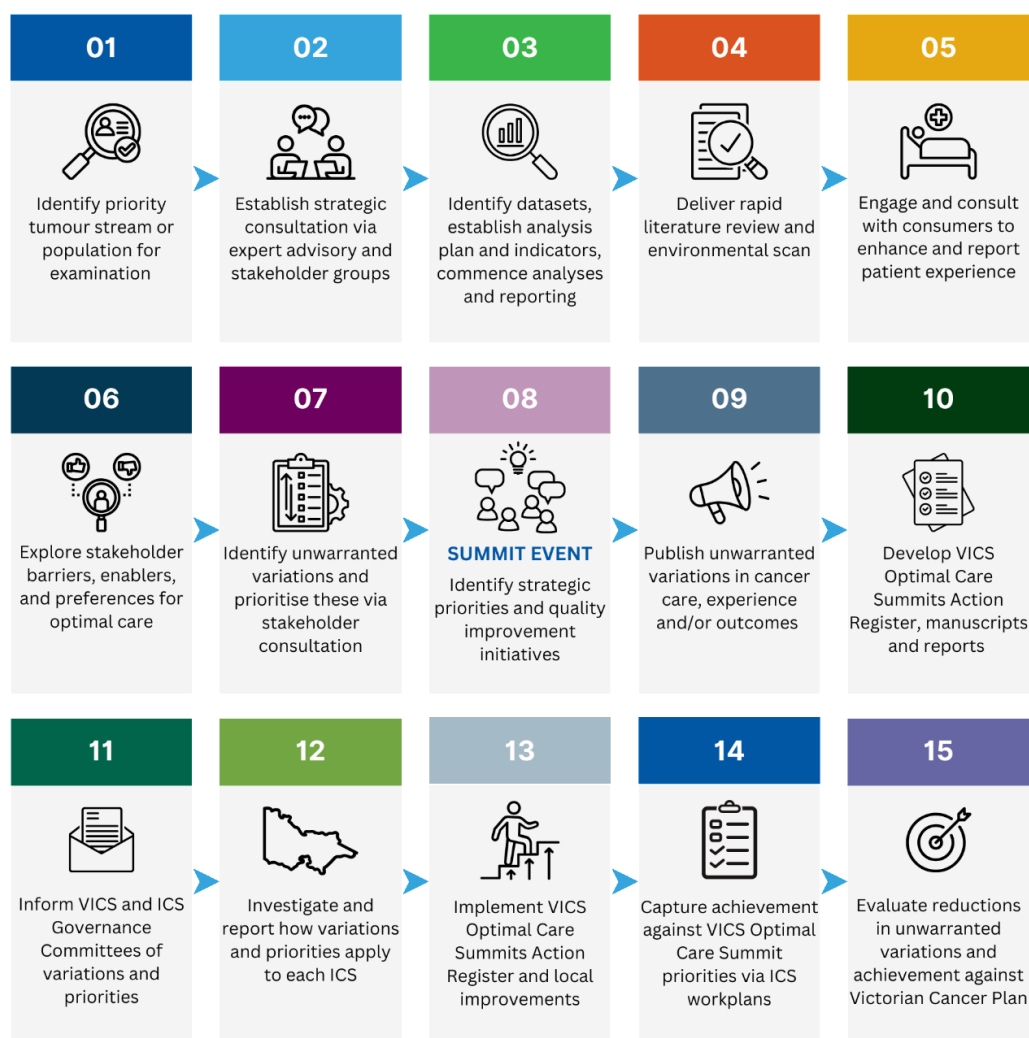 01
02
03
04
05
Identify priority
tumour stream or
population for
examination
Establish strategic
consultation via
expert advisory and
stakeholder groups
Identify datasets,
establish analysis
plan and indicators,
commence analyses
and reporting
Deliver rapid
literature review and
environmental scan
Engage and consult
with consumers to
enhance and report
patient experience
06
07
08
09
10
Explore stakeholder
barriers, enablers,
and preferences for
optimal care
Identify unwarranted
variations and
prioritise these via
stakeholder
consultation
SUMMIT EVENT
Identify strategic
priorities and quality
improvement
initiatives
Publish unwarranted
variations in cancer
care, experience
and/or outcomes
Develop VICS
Optimal Care
Summits Action
Register, manuscripts
and reports
11
12
13
14
15
Inform VICS and ICS
Governance
Committees of
variations and
priorities
Investigate and
report how variations
and priorities apply
to each ICS
Implement VICS
Optimal Care
Summits Action
Register and local
improvements
Capture achievement
against VICS Optimal
Care Summit
priorities via ICS
workplans
Evaluate reductions
in unwarranted
variations and
achievement against
Victorian Cancer Plan